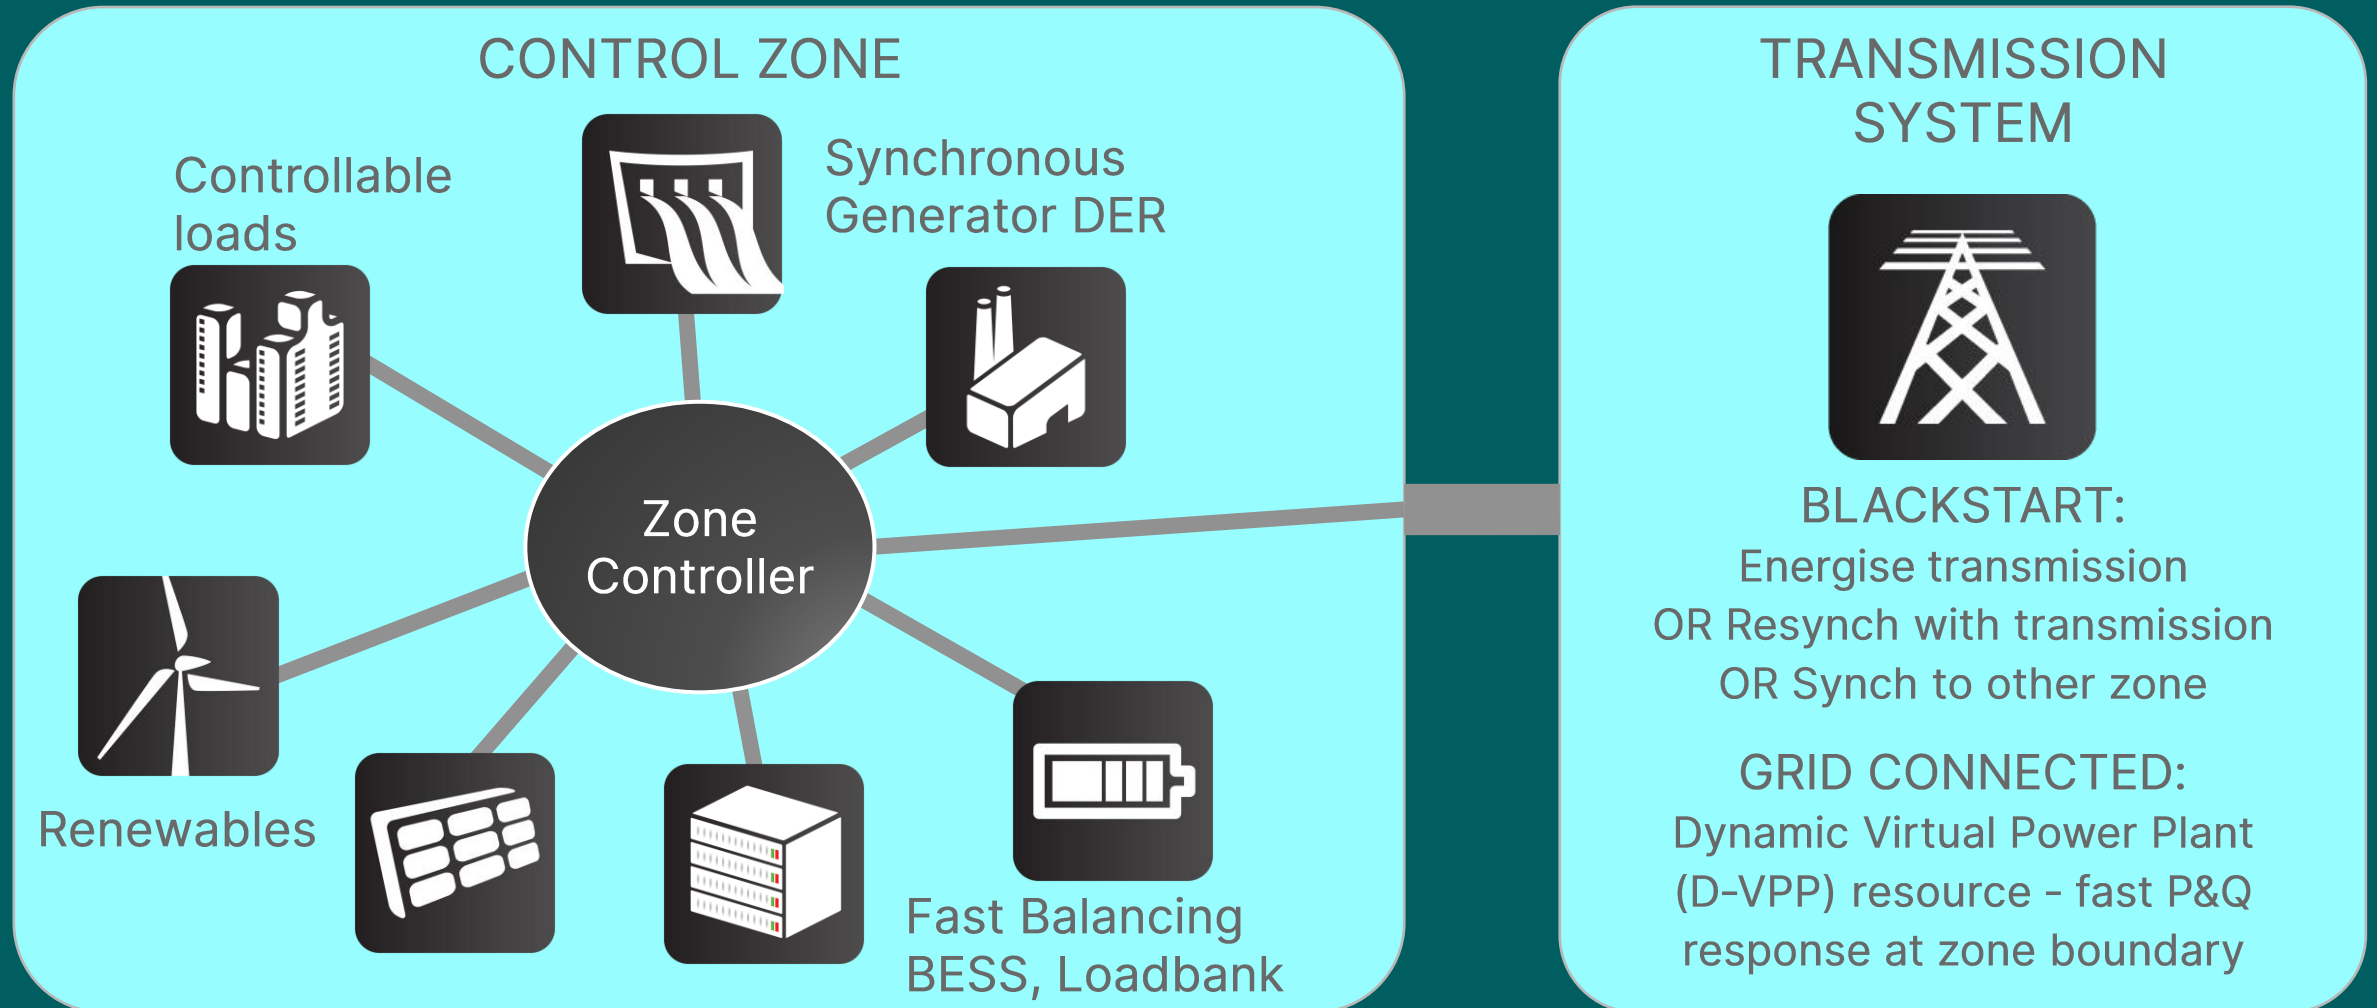 CONTROL ZONE
Controllable
loads
Synchronous
Generator DER
Zone
Controller
Renewables
Fast Balancing
BESS, Loadbank
TRANSMISSION
SYSTEM
BLACKSTART:
Energise transmission
OR Resynch with transmission
OR Synch to other zone
GRID CONNECTED:
Dynamic Virtual Power Plant
(D-VPP) resource - fast P&Q
response at zone boundary